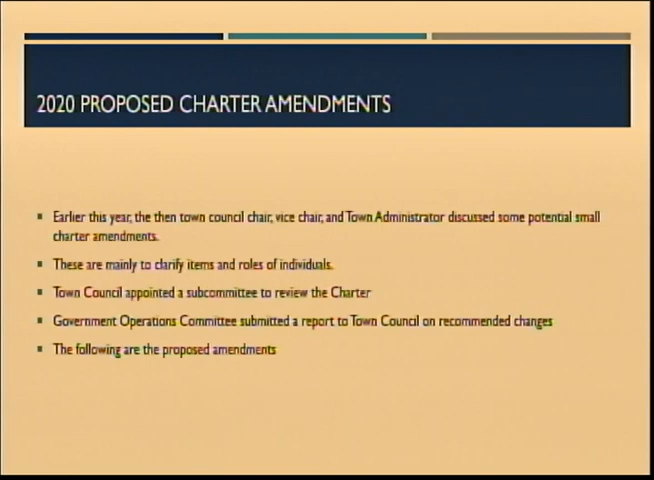 2020 PROPOSED CHARTER AMENDMENTS
Earlier this year, the then town council chair, vice chair, and Town Administrator discussed some potential small
charter amendments.
These are mainly to clarify items and roles of individuals.
Town Council appointed a subcommittee to review the Charter
Government Operations Committee submitted a report to Town Council on recommended changes
The following are the proposed amendments